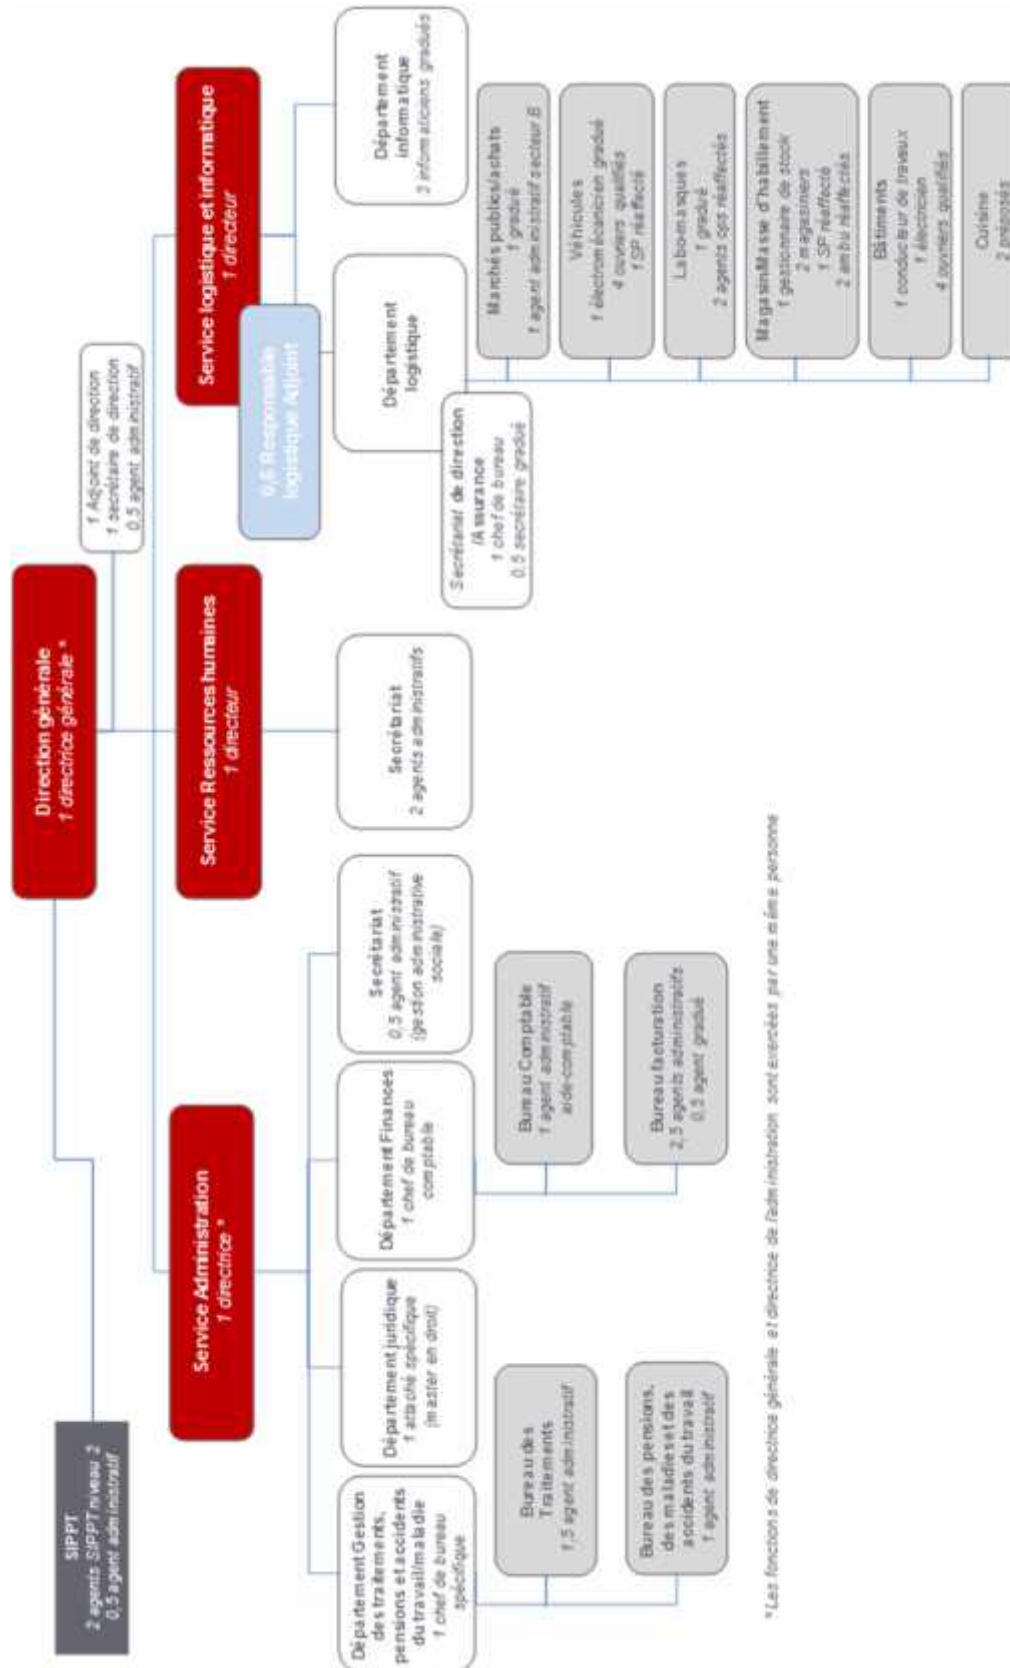 SIPPT
2 agents SIPPT niveau 2
0,5 agent administratif
Direction générale
1 directrice générale *
1 Adjoint de direction
1 secrétaire de direction
0,5 agent administratif
Service Administration
1 directrice *
Service Ressources humaines
1 directeur
Service logistique et informatique
1 directeur
0,5 Responsable
logistique Adjoint
Département Gestion
des traitements,
pensions et accidents
du travail/maladie
1 chef de bureau
spécifique
Département juridique
1 attaché spécifique
(master en droit)
Département Finances
1 chef de bureau
comptable
Secrétariat
0,5 agent administratif
(gestion administrative
sociale)
Secrétariat
2 agents administratifs
Département
logistique
Département
informatique
informaticiens gradués
Secrétariat de direction
/Assurance
1 chef de bureau
0,5 secrétaire gradué
Bureau des
Traitements
1,5 agent administratif
Bureau des pensions,
des maladies et des
accidents du travail
1 agent administratif
Bureau Comptable
1 agent administratif
aide-comptable
Bureau facturation
2,5 agents administratifs
0,5 agent gradué
Marchés publics/achats
1 gradué
1 agent administratif secteur B
Véhicules
1 électromécanicien gradué
4 ouvriers qualifiés
1 SP réaffecté
Labo-masques
1 gradué
2 agents ops réaffectés
Magasin/Masse d'habillement
1 gestionnaire de stock
2 magasiniers
1 SP réaffecté
2 ambu réaffectés
Bâtiments
1 conducteur de travaux
1 électricien
4 ouvriers qualifiés
Cuisine
2 préposés
*Les fonctions de directrice générale et directrice de l'administration sont exercées par une même personne